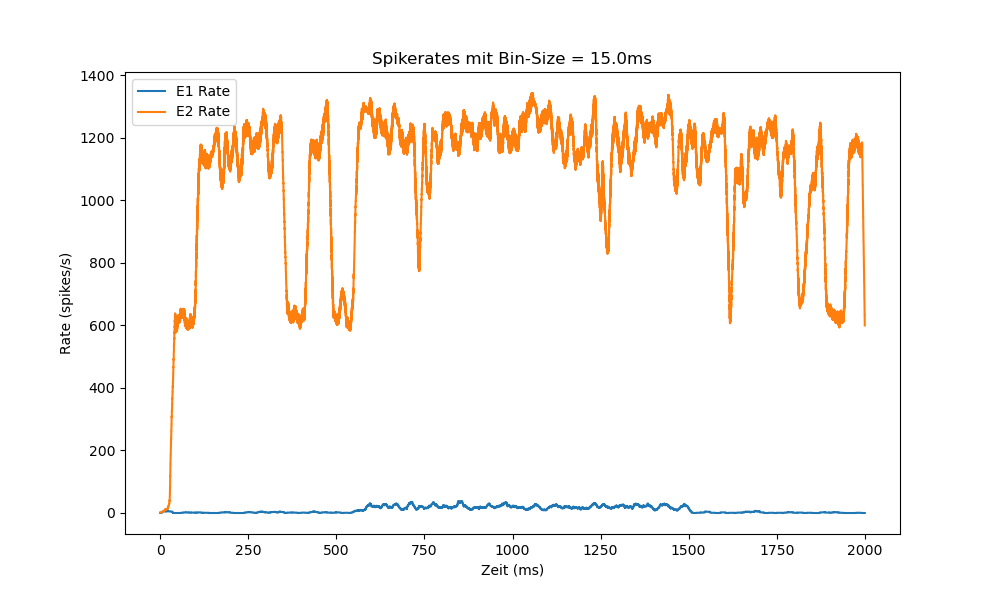 Spikerates mit Bin-Size = 15.0ms
E1 Rate
E2 Rate
1400
1200
1000
800
600
400
200
0
Rate (spikes/s)
0 250 500 750 1000 1250 1500 1750 2000
Zeit (ms)